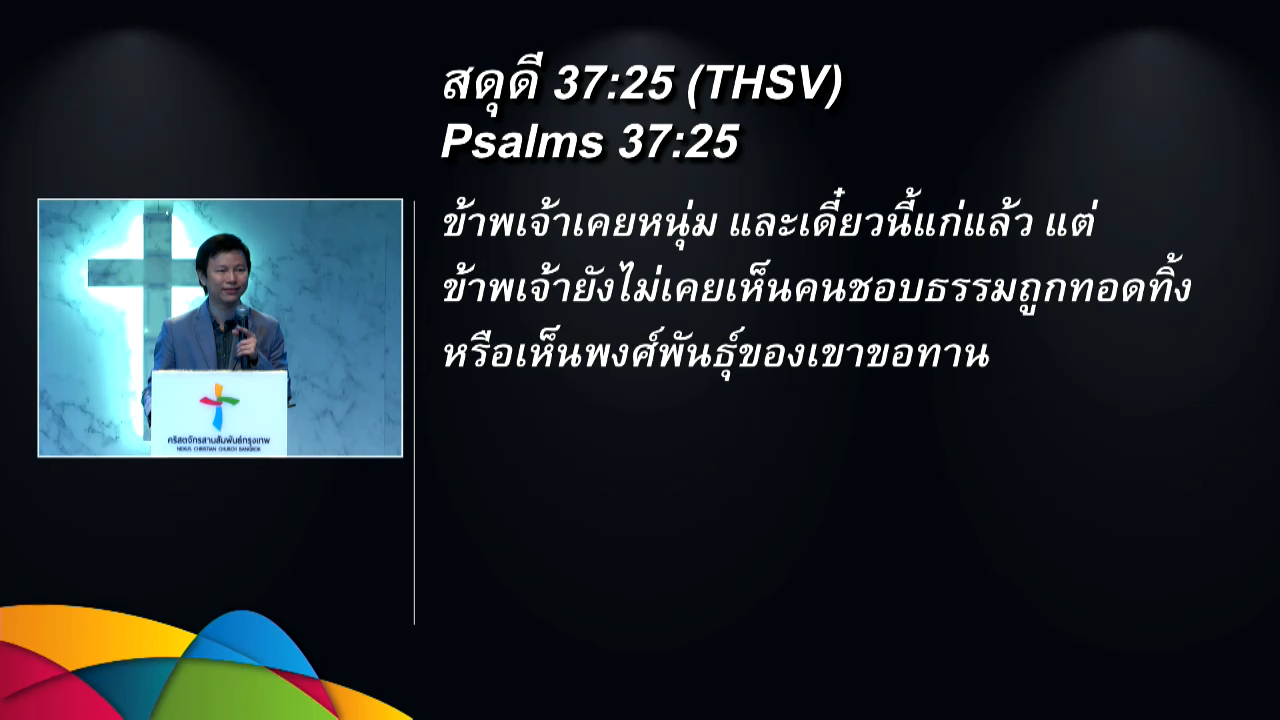 สดุดี 37:25 (THSV)
Psalms 37:25
ข้าพเจ้าเคยหนุ่ม และเดี๋ยวนี้แก่แล้ว แต่
ข้าพเจ้ายังไม่เคยเห็นคนชอบธรรมถูกทอดทิ้ง
หรือเห็นพงศ์พันธุ์ของเขาขอทาน
คริสตจักรสานสัมพันธ์กรุงเทพ
NEXUS CHRISTIAN CHURCH BANGKOK